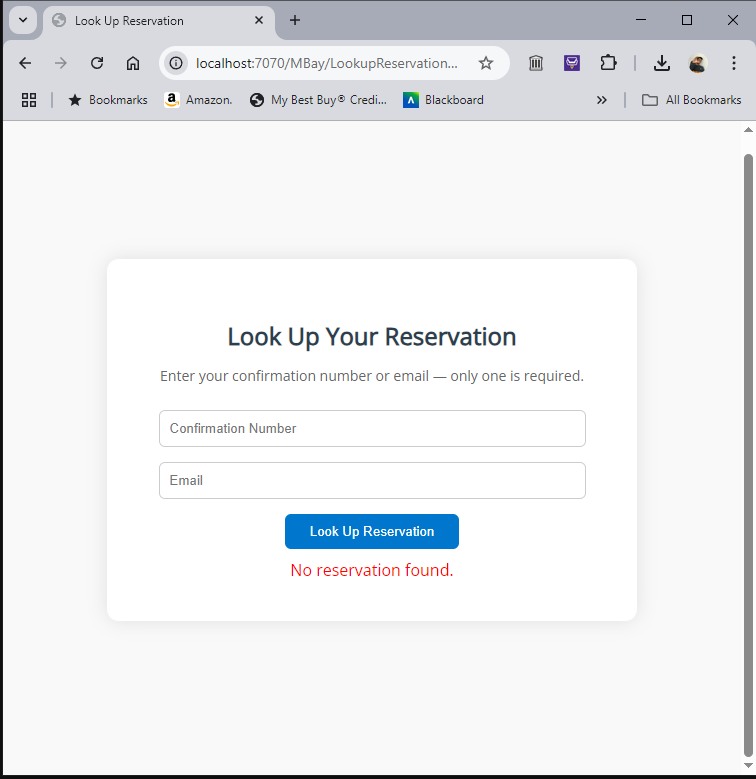 Look Up Reservation
localhost:7070/MBay/LookupReservation...
Bookmarks
Amazon.
My Best Buy® Credi...
Blackboard
All Bookmarks
Look Up Your Reservation
Enter your confirmation number or email — only one is required.
Confirmation Number
Email
Look Up Reservation
No reservation found.